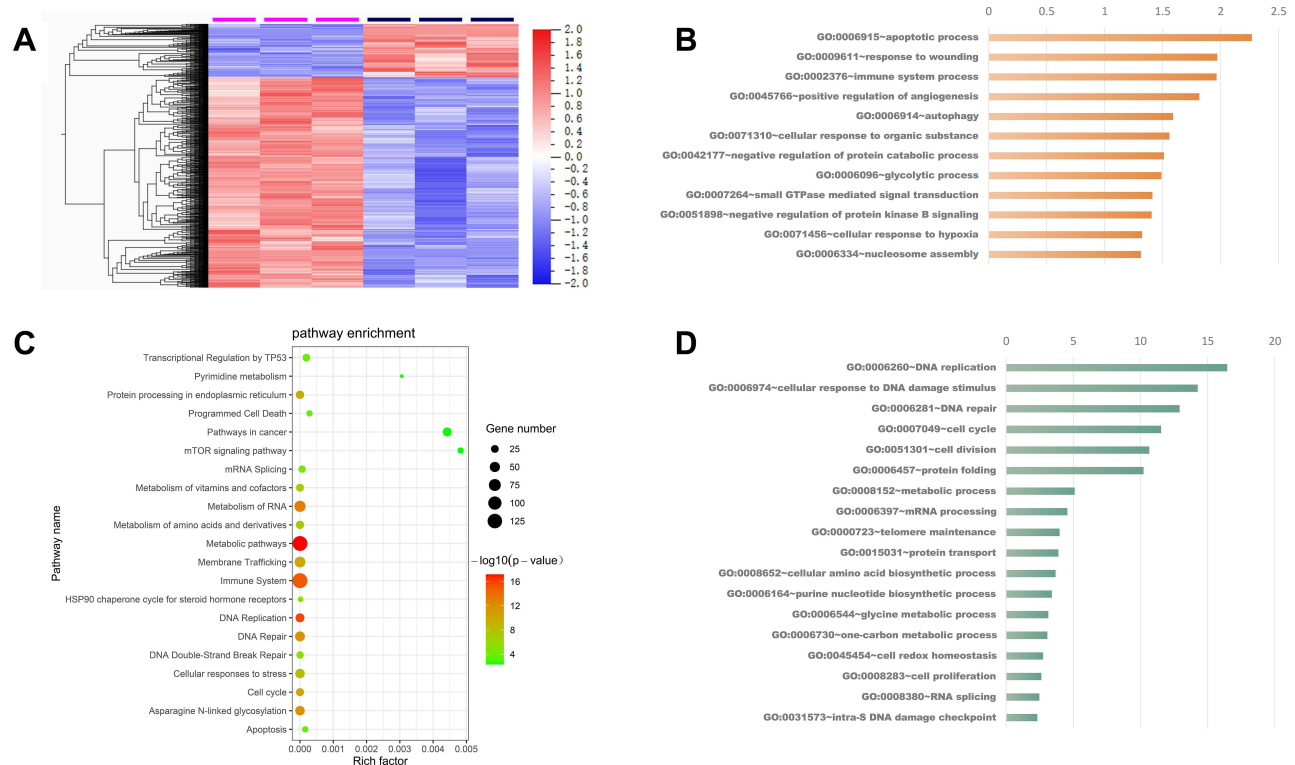 A
2.0
1.8
1.6
1.4
1.2
1.0
0.8
0.6
0.4
0.2
0.0
−0.2
−0.4
−0.6
−0.8
−1.0
−1.2
−1.4
−1.6
−1.8
−2.0
B
0 0.5 1 1.5 2 2.5
GO:0006915~apoptotic process
GO:0009611~response to wounding
GO:0002376~immune system process
GO:0045766~positive regulation of angiogenesis
GO:0006914~autophagy
GO:0071310~cellular response to organic substance
GO:0042177~negative regulation of protein catabolic process
GO:0006096~glycolytic process
GO:0007264~small GTPase mediated signal transduction
GO:0051898~negative regulation of protein kinase B signaling
GO:0071456~cellular response to hypoxia
GO:0006334~nucleosome assembly
C
pathway enrichment
Pathway name
Transcriptional Regulation by TP53
Pyrimidine metabolism
Protein processing in endoplasmic reticulum
Programmed Cell Death
Pathways in cancer
mTOR signaling pathway
mRNA Splicing
Metabolism of vitamins and cofactors
Metabolism of RNA
Metabolism of amino acids and derivatives
Metabolic pathways
Membrane Trafficking
Immune System
HSP90 chaperone cycle for steroid hormone receptors
DNA Replication
DNA Repair
DNA Double-Strand Break Repair
Cellular responses to stress
Cell cycle
Asparagine N-linked glycosylation
Apoptosis
0.000 0.001 0.002 0.003 0.004 0.005
Rich factor
Gene number
25
50
75
100
125
−log10(p−value)
16
12
8
4
D
0 5 10 15 20
GO:0006260~DNA replication
GO:0006974~cellular response to DNA damage stimulus
GO:0006281~DNA repair
GO:0007049~cell cycle
GO:0051301~cell division
GO:0006457~protein folding
GO:0008152~metabolic process
GO:0006397~mRNA processing
GO:0000723~telomere maintenance
GO:0015031~protein transport
GO:0008652~cellular amino acid biosynthetic process
GO:0006164~purine nucleotide biosynthetic process
GO:0006544~glycine metabolic process
GO:0006730~one-carbon metabolic process
GO:0045454~cell redox homeostasis
GO:0008283~cell proliferation
GO:0008380~RNA splicing
GO:0031573~intra-S DNA damage checkpoint